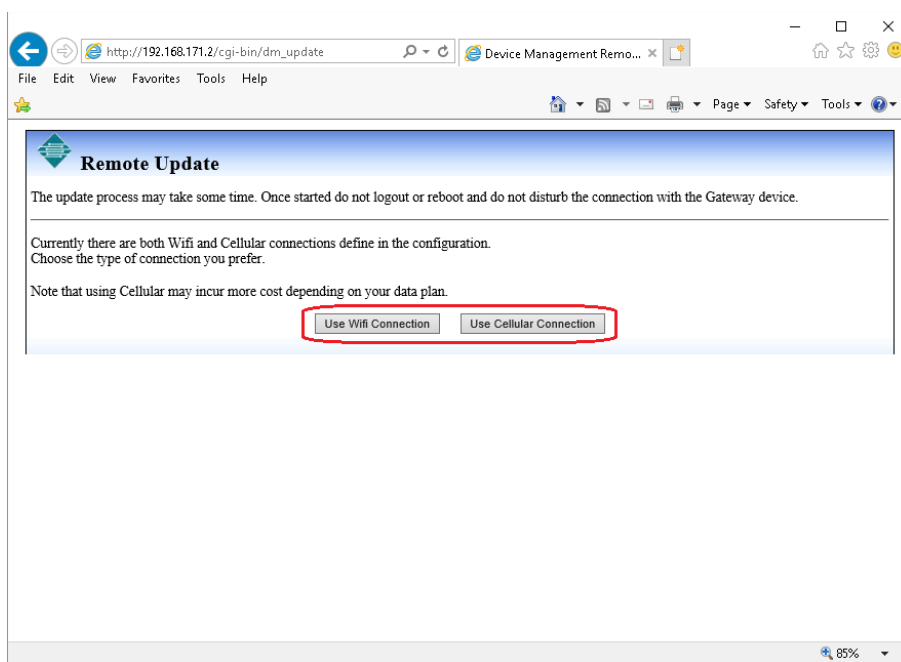 http://192.168.171.2/cgi-bin/dm_update
Device Management Remo...
File Edit View Favorites Tools Help
Page Safety Tools
Remote Update
The update process may take some time. Once started do not logout or reboot and do not disturb the connection with the Gateway device.
Currently there are both Wifi and Cellular connections define in the configuration.
Choose the type of connection you prefer.
Note that using Cellular may incur more cost depending on your data plan.
Use Wifi Connection Use Cellular Connection
85%